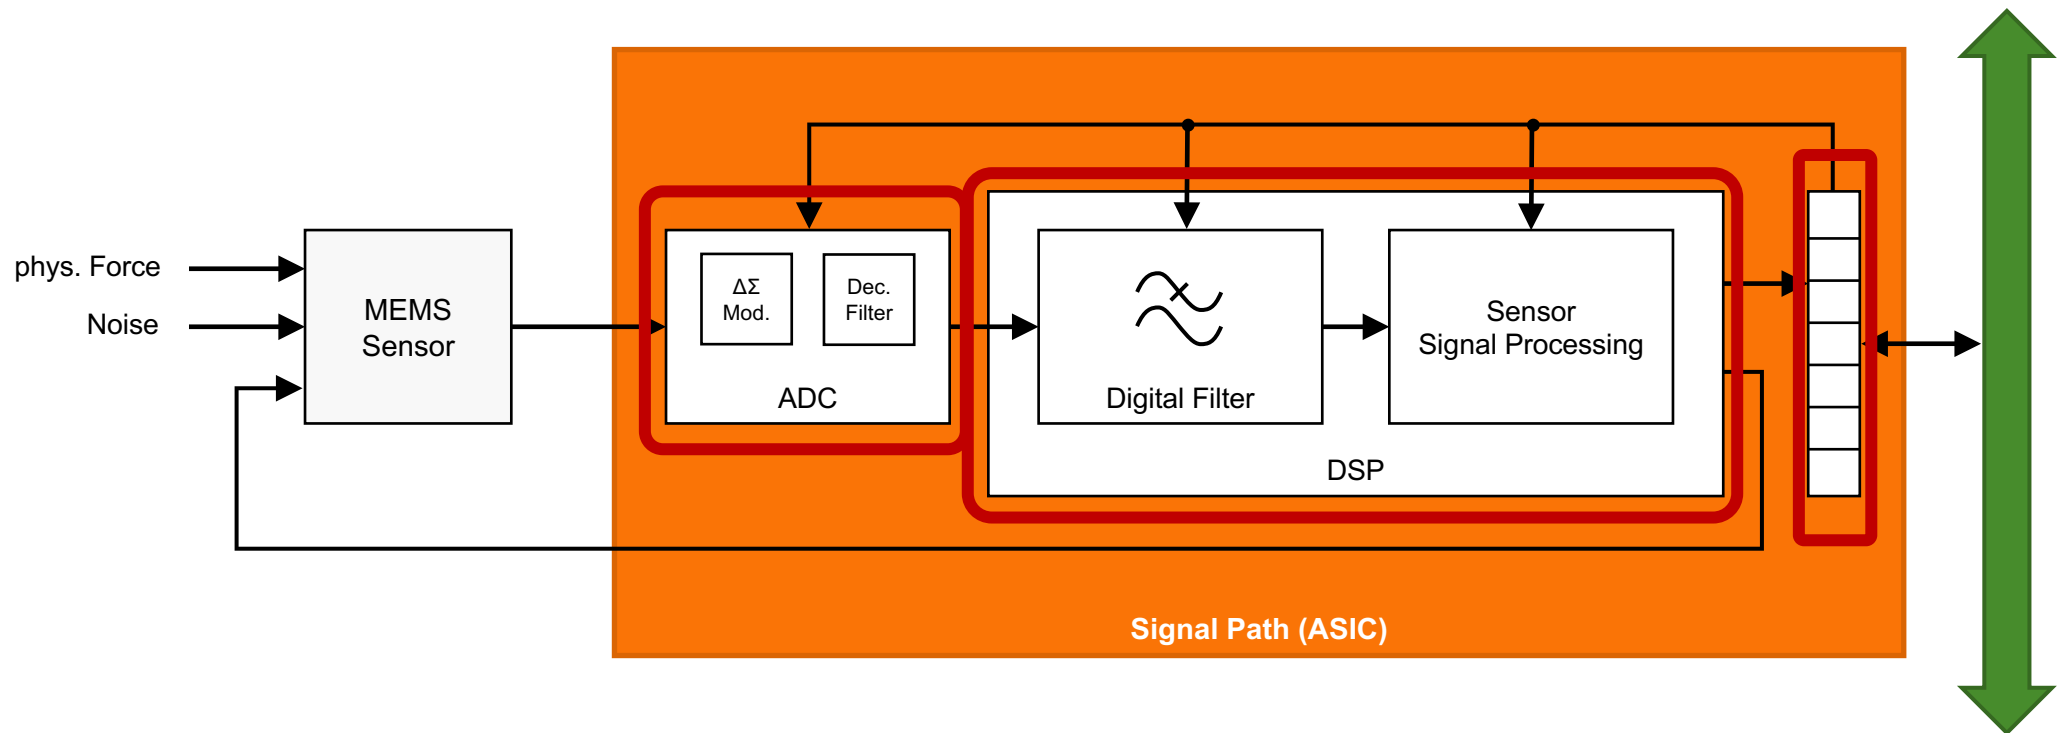 phys. Force
Noise
MEMS
Sensor
ΔΣ
Mod.
Dec.
Filter
ADC
Digital Filter
Sensor
Signal Processing
DSP
Signal Path (ASIC)